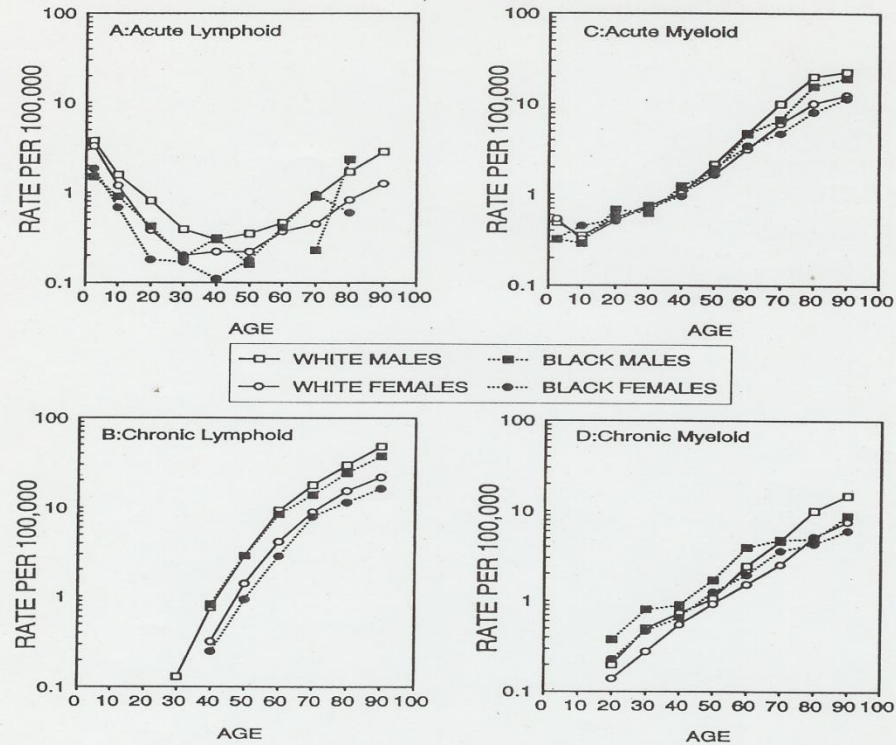 A:Acute Lymphoid
RATE PER 100,000
100
10
1
0.1
0 10 20 30 40 50 60 70 80 90 100
AGE
C:Acute Myeloid
RATE PER 100,000
100
10
1
0.1
0 10 20 30 40 50 60 70 80 90 100
AGE
WHITE MALES
BLACK MALES
WHITE FEMALES
BLACK FEMALES
B:Chronic Lymphoid
RATE PER 100,000
100
10
1
0.1
0 10 20 30 40 50 60 70 80 90 100
AGE
D:Chronic Myeloid
RATE PER 100,000
100
10
1
0.1
10 20 30 40 50 60 70 80 90 100
AGE